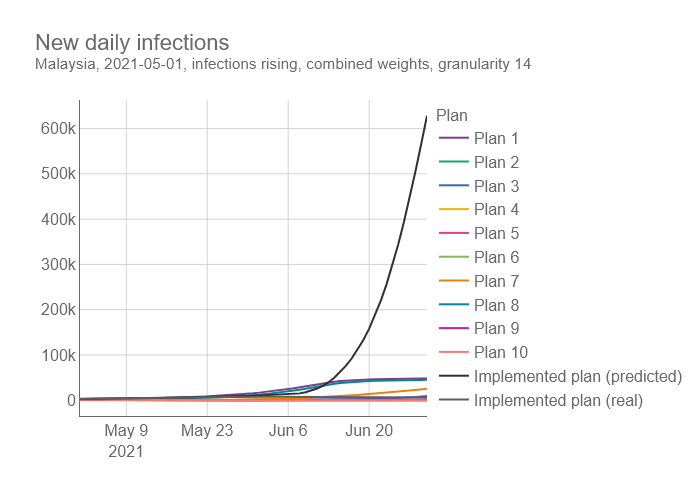 New daily infections
Malaysia, 2021-05-01, infections rising, combined weights, granularity 14
600k
500k
400k
300k
200k
100k
0
May 9
2021
May 23
Jun 6
Jun 20
Plan
Plan 1
Plan 2
Plan 3
Plan 4
Plan 5
Plan 6
Plan 7
Plan 8
Plan 9
Plan 10
Implemented plan (predicted)
Implemented plan (real)